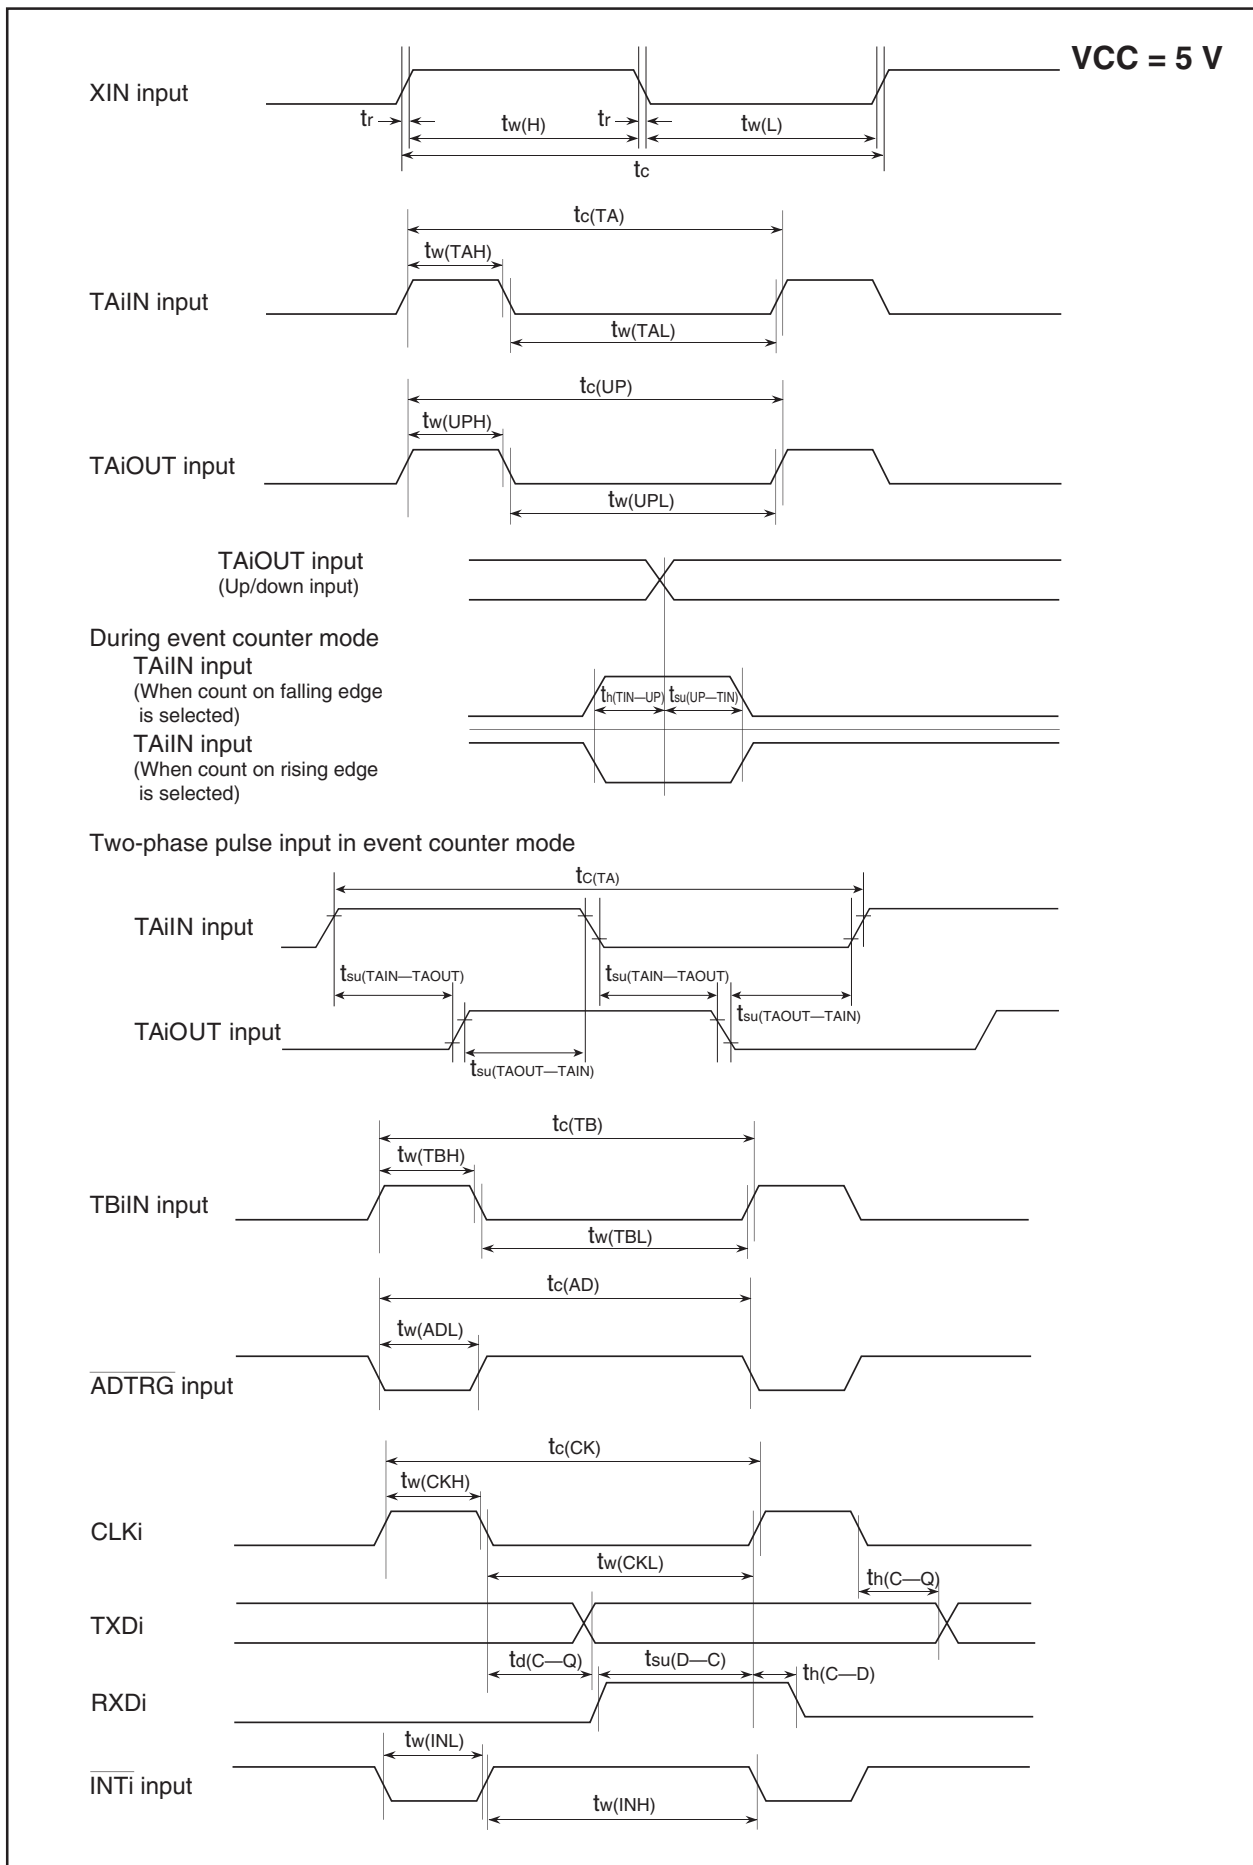 VCC = 5 V
XIN input
tr
tw(H)
tr
tw(L)
tc
tc(TA)
tw(TAH)
TAiIN input
tw(TAL)
tc(UP)
tw(UPH)
TAiOUT input
tw(UPL)
TAiOUT input
(Up/down input)
During event counter mode
TAiIN input
(When count on falling edge
is selected)
th(TIN—UP)
tsu(UP—TIN)
TAiIN input
(When count on rising edge
is selected)
Two-phase pulse input in event counter mode
tC(TA)
TAiIN input
tsu(TAIN—TAOUT)
tsu(TAIN—TAOUT)
tsu(TAOUT—TAIN)
TAiOUT input
tsu(TAOUT—TAIN)
tc(TB)
tw(TBH)
TBiIN input
tw(TBL)
tc(AD)
tw(ADL)
ADTRG input
tc(CK)
tw(CKH)
CLKi
tw(CKL)
th(C—Q)
TXDi
td(C—Q)
tsu(D—C)
th(C—D)
RXDi
tw(INL)
INTi input
tw(INH)